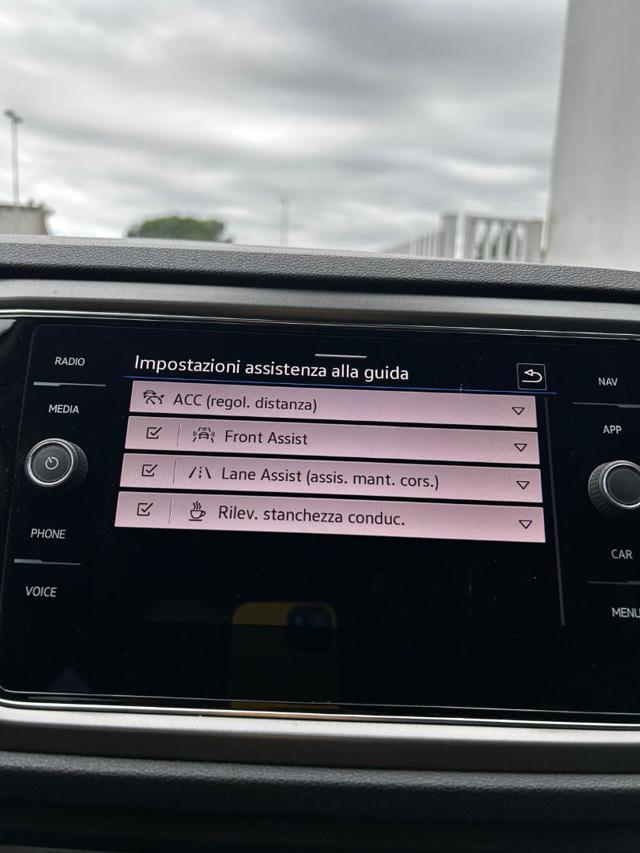 RADIO
MEDIA
PHONE
VOICE
Impostazioni assistenza alla guida
ACC (regol. distanza)
Front Assist
Lane Assist (assis. mant. cors.)
Rilev. stanchezza conduc.
NAV
APP
CAR
MENU